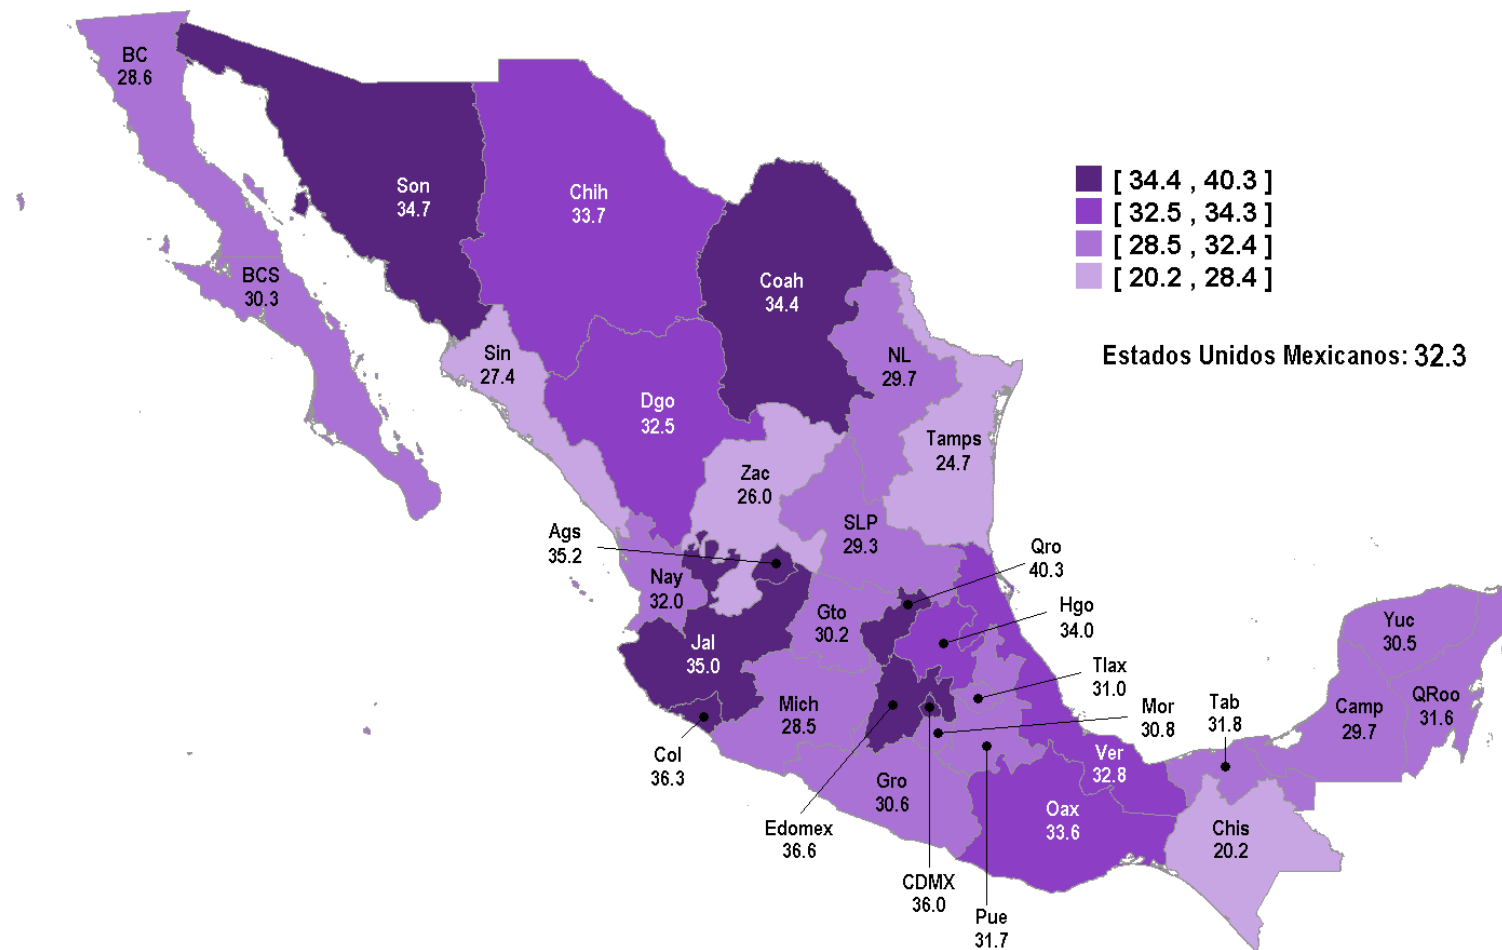 BC
28.6
Son
34.7
Chih
33.7
[ 34.4 , 40.3 ]
[ 32.5 , 34.3 ]
[ 28.5 , 32.4 ]
[ 20.2 , 28.4 ]
BCS
30.3
Coah
34.4
Estados Unidos Mexicanos: 32.3
Sin
27.4
NL
29.7
Dgo
32.5
Tamps
24.7
Zac
26.0
SLP
29.3
Ags
35.2
Qro
40.3
Nay
32.0
Gto
30.2
Hgo
34.0
Yuc
30.5
Jal
35.0
Tlax
31.0
Mich
28.5
Mor
30.8
Tab
31.8
Camp
29.7
QRoo
31.6
Col
36.3
Ver
32.8
Gro
30.6
Oax
33.6
Edomex
36.6
Chis
20.2
CDMX
36.0
Pue
31.7